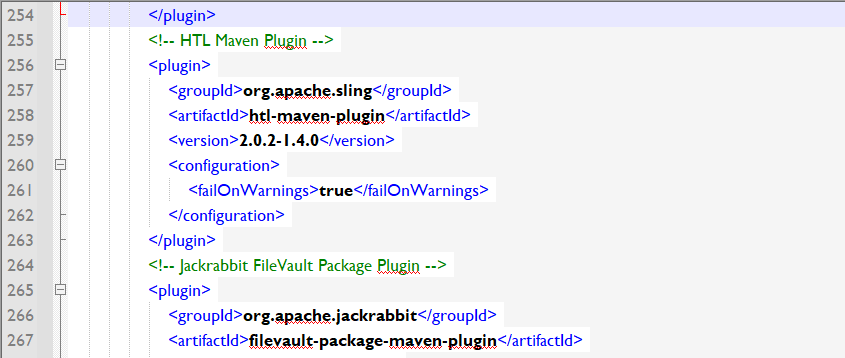 254 </plugin>
255 <!-- HTL Maven Plugin -->
256 <plugin>
257 <groupId>org.apache.sling</groupId>
258 <artifactId>htl-maven-plugin</artifactId>
259 <version>2.0.2-1.4.0</version>
260 <configuration>
261 <failOnWarnings>true</failOnWarnings>
262 </configuration>
263 </plugin>
264 <!-- Jackrabbit FileVault Package Plugin -->
265 <plugin>
266 <groupId>org.apache.jackrabbit</groupId>
267 <artifactId>filevault-package-maven-plugin</artifactId>